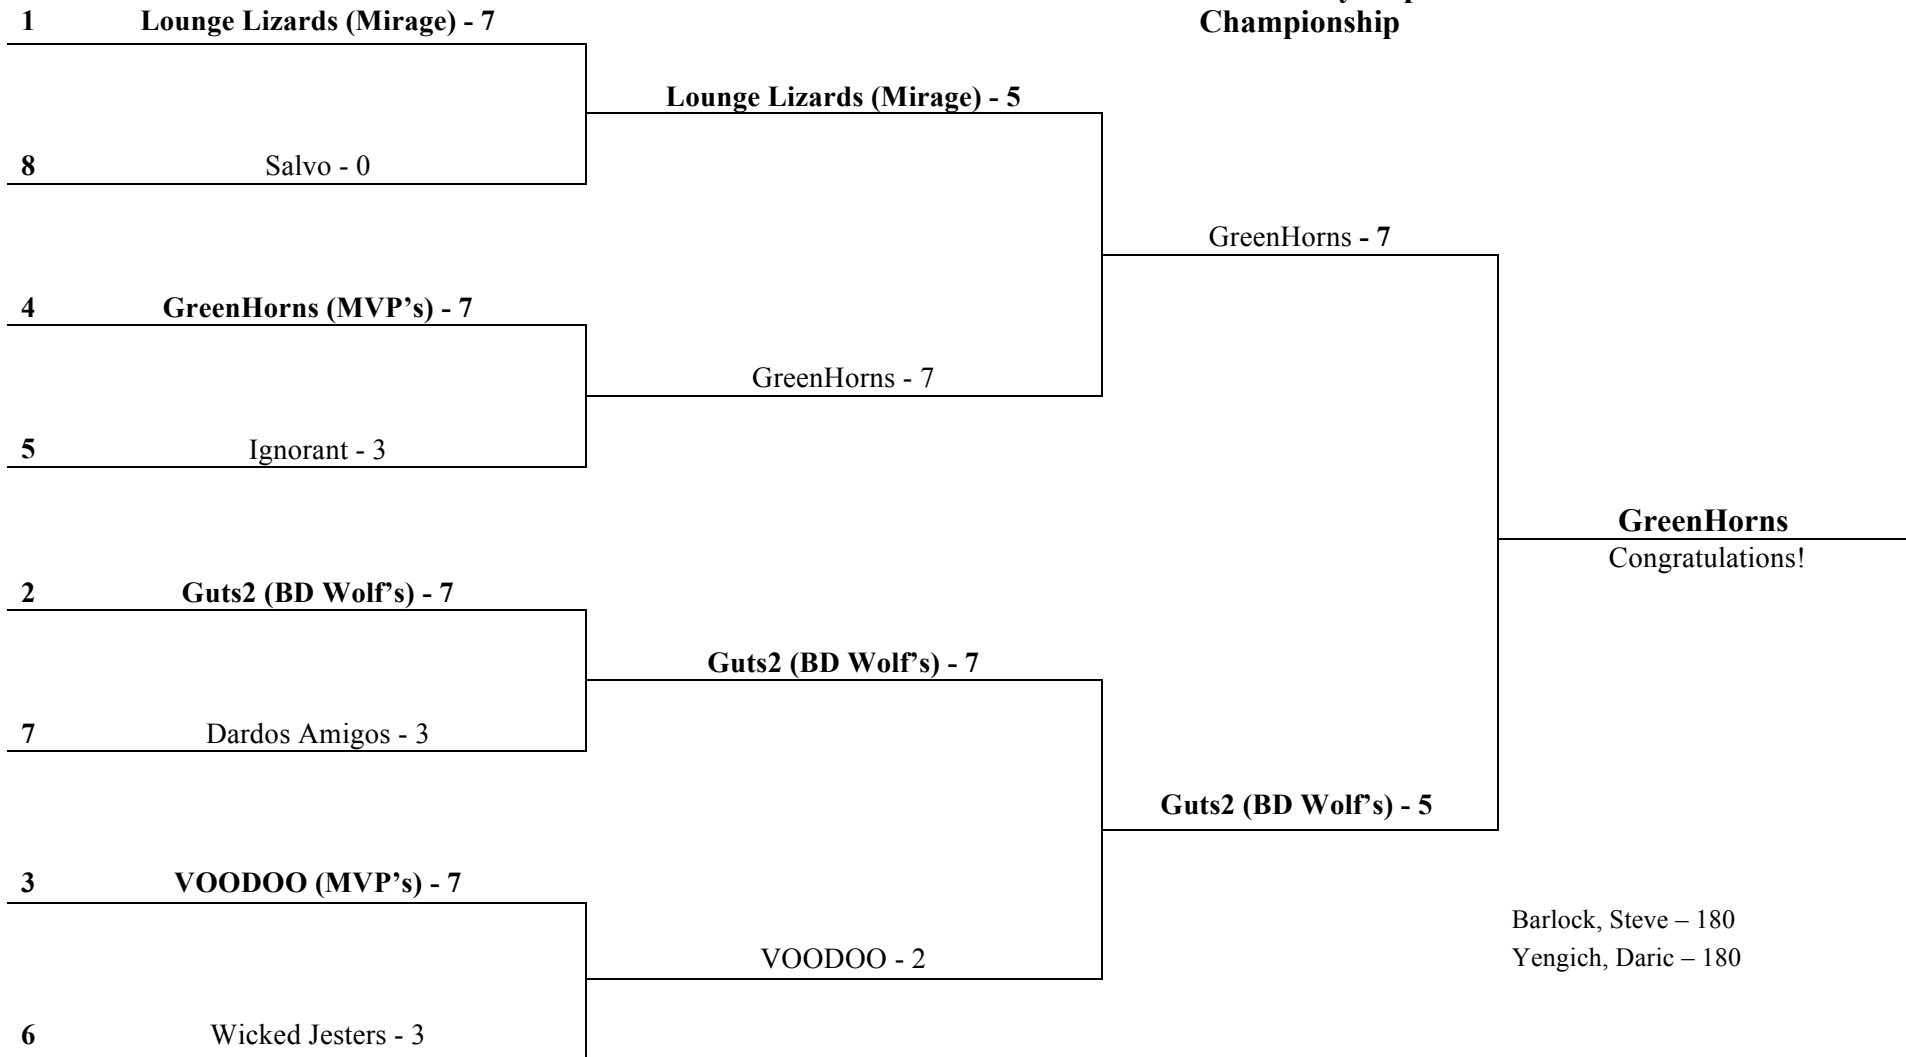 1 Lounge Lizards (Mirage) - 7
Championship
Lounge Lizards (Mirage) - 5
8 Salvo - 0
GreenHorns - 7
4 GreenHorns (MVP’s) - 7
GreenHorns - 7
5 Ignorant - 3
GreenHorns
Congratulations!
2 Guts2 (BD Wolf’s) - 7
Guts2 (BD Wolf’s) - 7
7 Dardos Amigos - 3
Guts2 (BD Wolf’s) - 5
3 VOODOO (MVP’s) - 7
Barlock, Steve – 180
VOODOO - 2
Yengich, Daric – 180
6 Wicked Jesters - 3